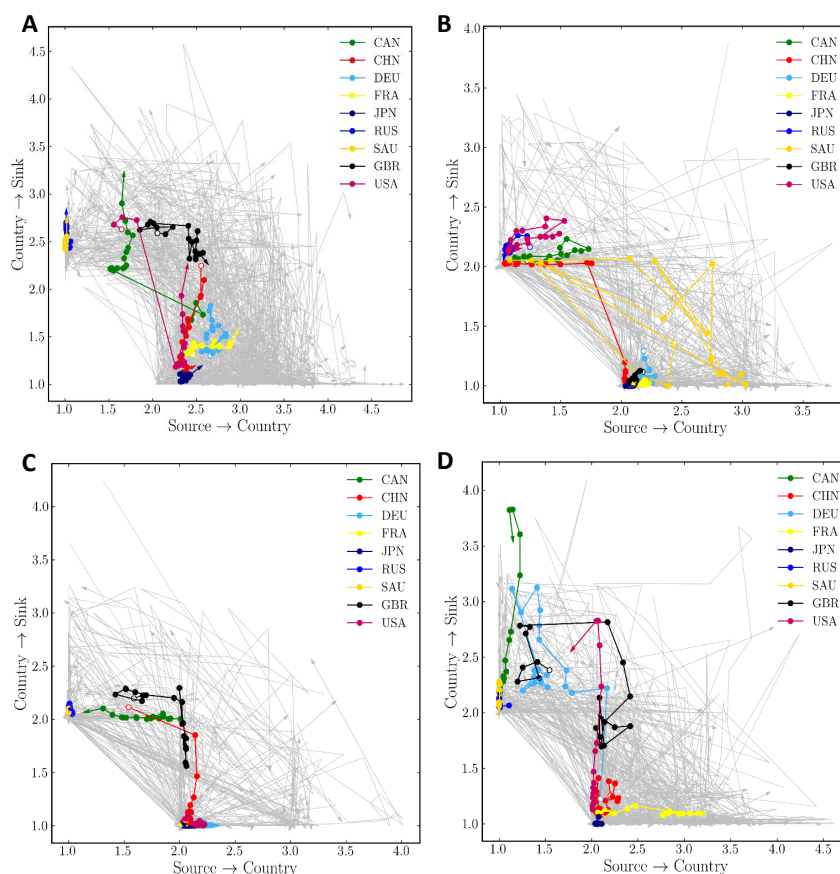 A
4.5
4.0
3.5
3.0
2.5
2.0
1.5
1.0
Country → Sink
1.0 1.5 2.0 2.5 3.0 3.5 4.0 4.5
Source → Country
CAN
CHN
DEU
FRA
JPN
RUS
SAU
GBR
USA
B
4.0
3.5
3.0
2.5
2.0
1.5
1.0
Country → Sink
1.0 1.5 2.0 2.5 3.0 3.5
Source → Country
CAN
CHN
DEU
FRA
JPN
RUS
SAU
GBR
USA
C
4.0
3.5
3.0
2.5
2.0
1.5
1.0
Country → Sink
1.0 1.5 2.0 2.5 3.0 3.5 4.0
Source → Country
CAN
CHN
DEU
FRA
JPN
RUS
SAU
GBR
USA
D
4.0
3.5
3.0
2.5
2.0
1.5
1.0
Country → Sink
1.0 1.5 2.0 2.5 3.0 3.5 4.0 4.5
Source → Country
CAN
CHN
DEU
FRA
JPN
RUS
SAU
GBR
USA